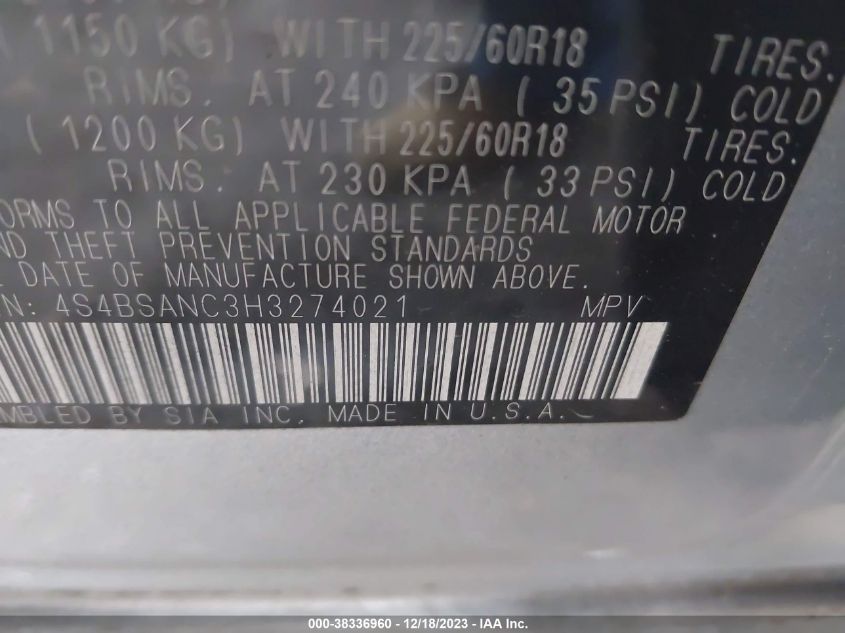 ( 1150 KG) WITH 225/60R18 TIRES.
RIMS. AT 240 KPA ( 35 PSI) COLD
( 1200 KG) WITH 225/60R18 TIRES.
RIMS. AT 230 KPA ( 33 PSI) COLD
ORMS TO ALL APPLICABLE FEDERAL MOTOR
ND THEFT PREVENTION STANDARDS
DATE OF MANUFACTURE SHOWN ABOVE.
N: 4S4BSANC3H3274021 MPV
MBLED BY SIA INC. MADE IN U.S.A.
000-38336960 - 12/18/2023 - IAA Inc.